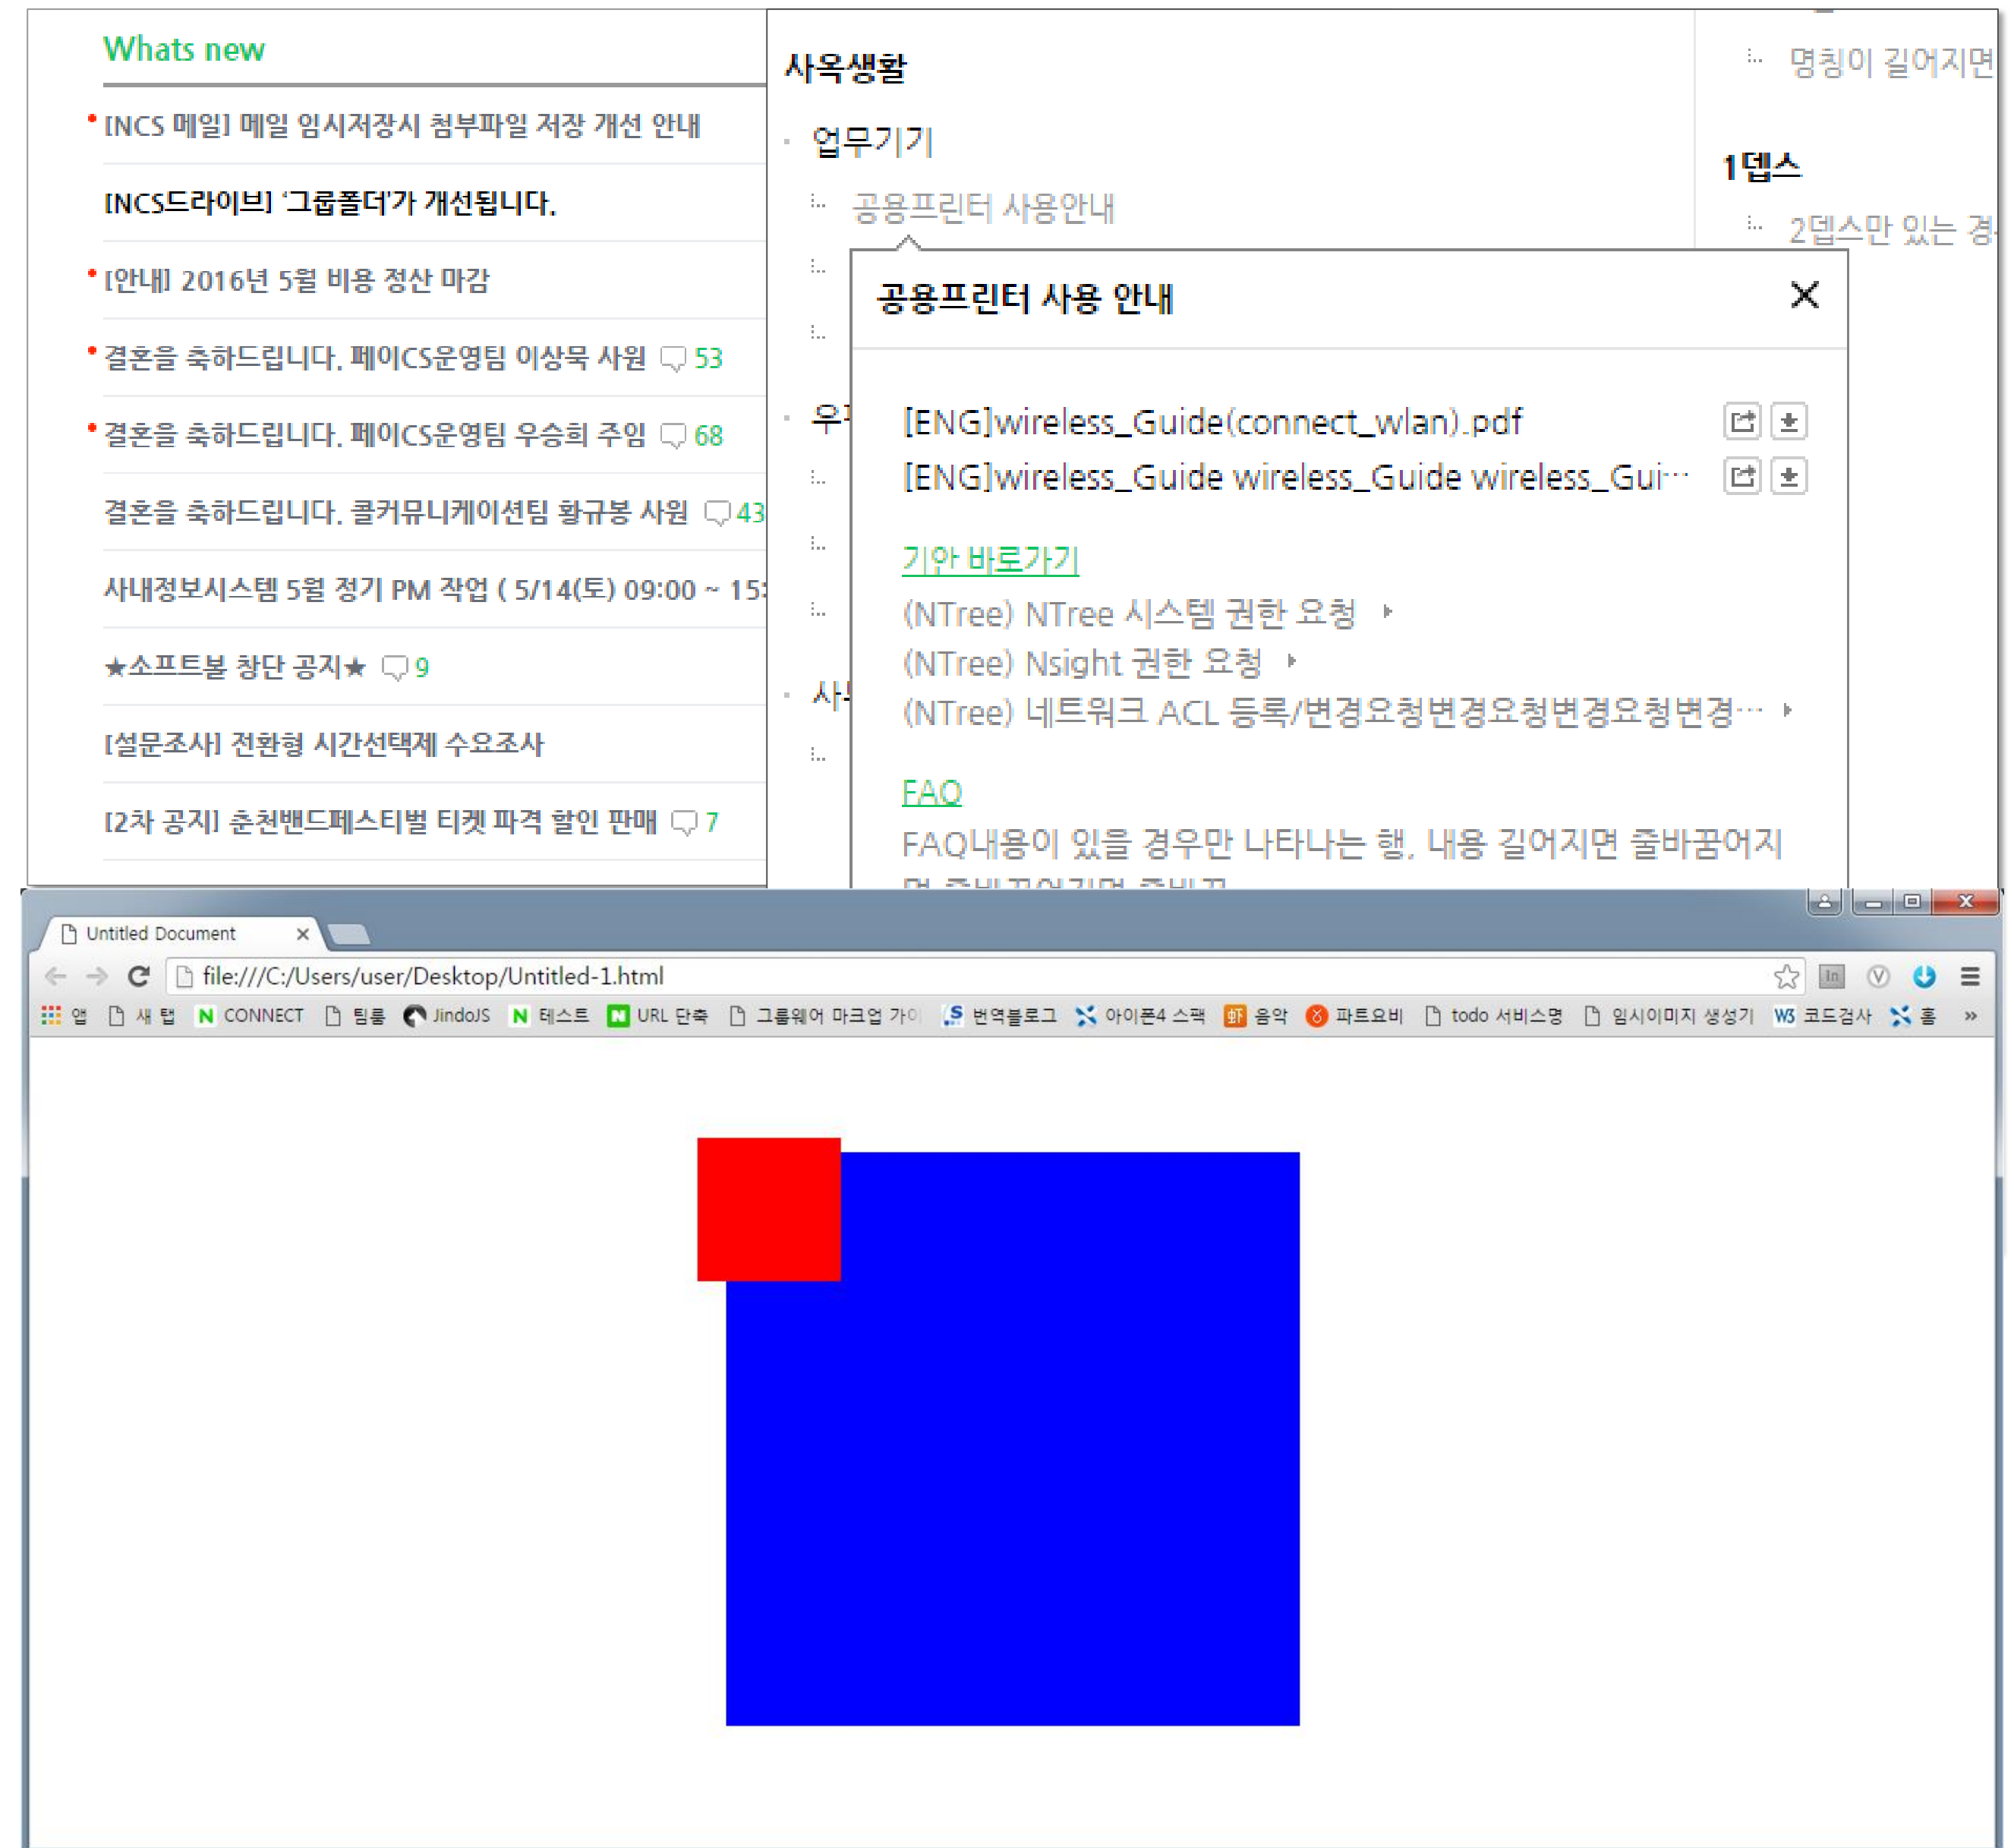 Whats new
[NCS 메일] 메일 임시저장시 첨부파일 저장 개선 안내
[NCS드라이브] ‘그룹폴더’가 개선됩니다.
[안내] 2016년 5월 비용 정산 마감
결혼을 축하드립니다. 페이CS운영팀 이상묵 사원 53
결혼을 축하드립니다. 페이CS운영팀 우승희 주임 68
결혼을 축하드립니다. 콜커뮤니케이션팀 황규봉 사원 43
사내정보시스템 5월 정기 PM 작업 ( 5/14(토) 09:00 ~ 15:
★소프트볼 창단 공지★ 9
[설문조사] 전환형 시간선택제 수요조사
[2차 공지] 춘천밴드페스티벌 티켓 파격 할인 판매 7
사옥생활
업무기기
공용프린터 사용안내
공용프린터 사용 안내
[ENG]wireless_Guide(connect_wlan).pdf
[ENG]wireless_Guide wireless_Guide wireless_Gui…
기안 바로가기
(NTree) NTree 시스템 권한 요청
(NTree) Nsight 권한 요청
(NTree) 네트워크 ACL 등록/변경요청변경요청변경요청변경…
FAQ
FAQ내용이 있을 경우만 나타나는 행, 내용 길어지면 줄바꿈어지
명칭이 길어지면
1뎁스
2뎁스만 있는
Untitled Document
file:///C:/Users/user/Desktop/Untitled-1.html
앱 새 탭 CONNECT 팀룸 JindoJS 테스트 URL 단축 그룹웨어 마크업 가이 번역블로그 아이폰4 스팩 음악 파트요비 todo 서비스명 임시이미지 생성기 W3 코드검사 홈 »